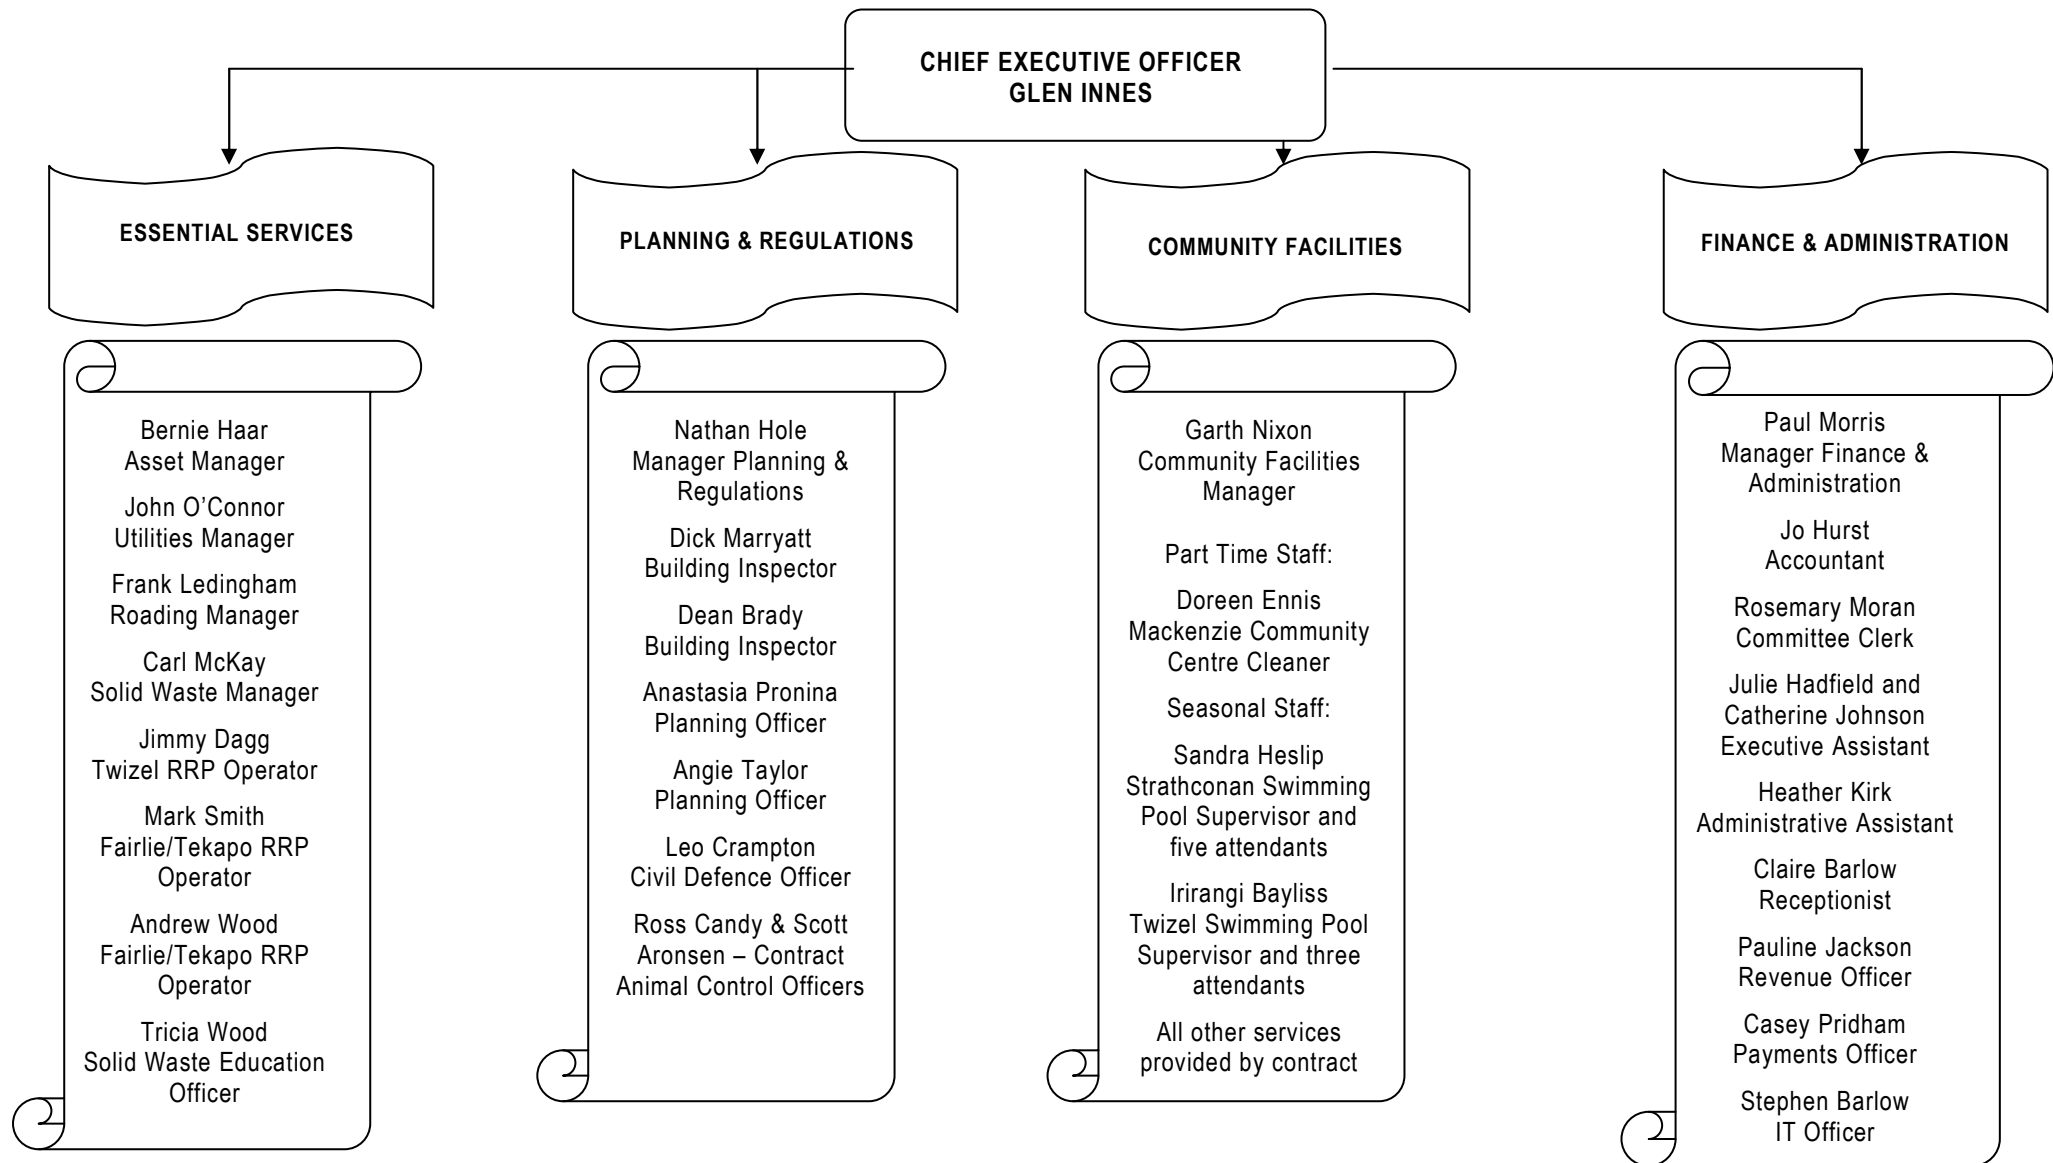 CHIEF EXECUTIVE OFFICER
GLEN INNES
ESSENTIAL SERVICES
PLANNING & REGULATIONS
COMMUNITY FACILITIES
FINANCE & ADMINISTRATION
Bernie Haar
Asset Manager
John O’Connor
Utilities Manager
Frank Ledingham
Roading Manager
Carl McKay
Solid Waste Manager
Jimmy Dagg
Twizel RRP Operator
Mark Smith
Fairlie/Tekapo RRP
Operator
Andrew Wood
Fairlie/Tekapo RRP
Operator
Tricia Wood
Solid Waste Education
Officer
Nathan Hole
Manager Planning &
Regulations
Dick Marryatt
Building Inspector
Dean Brady
Building Inspector
Anastasia Pronina
Planning Officer
Angie Taylor
Planning Officer
Leo Crampton
Civil Defence Officer
Ross Candy & Scott
Aronsen – Contract
Animal Control Officers
Garth Nixon
Community Facilities
Manager
Part Time Staff:
Doreen Ennis
Mackenzie Community
Centre Cleaner
Seasonal Staff:
Sandra Heslip
Strathconan Swimming
Pool Supervisor and
five attendants
Irirangi Bayliss
Twizel Swimming Pool
Supervisor and three
attendants
All other services
provided by contract
Paul Morris
Manager Finance &
Administration
Jo Hurst
Accountant
Rosemary Moran
Committee Clerk
Julie Hadfield and
Catherine Johnson
Executive Assistant
Heather Kirk
Administrative Assistant
Claire Barlow
Receptionist
Pauline Jackson
Revenue Officer
Casey Pridham
Payments Officer
Stephen Barlow
IT Officer